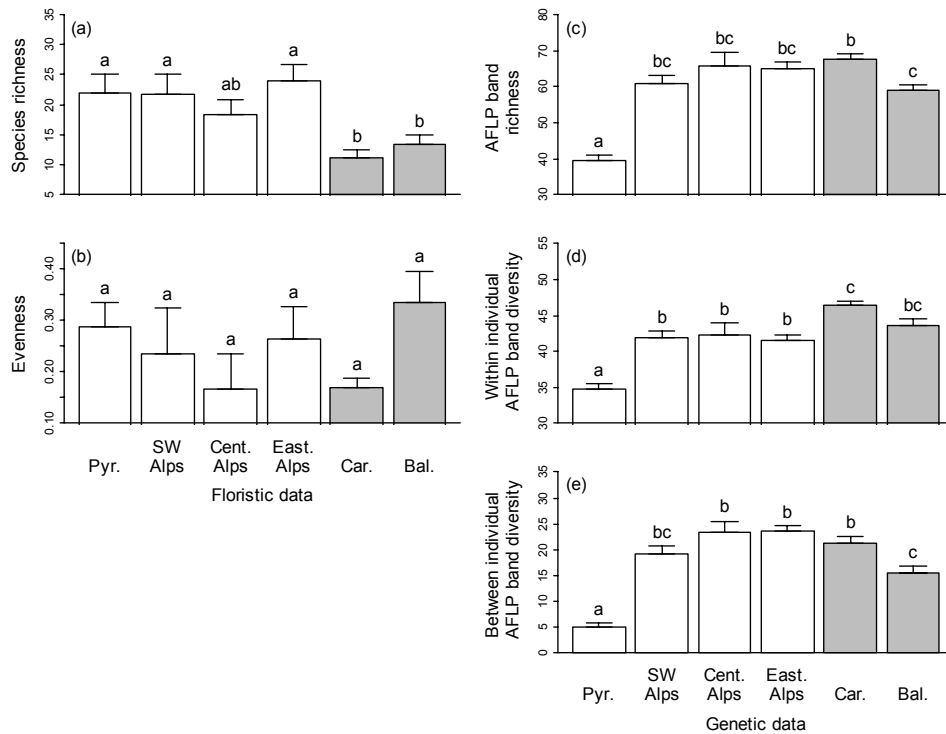 (a)
Species richness
5 10 15 20 25 30 35
a a ab a b b
(b)
Evenness
0.10 0.20 0.30 0.40
a a a a a a
Pyr. SW Alps Cent. Alps East. Alps Car. Bal.
Floristic data
(c)
AFLP band
richness
30 40 50 60 70 80
a bc bc bc b c
(d)
Within individual
AFLP band diversity
30 35 40 45 50 55
a b b b c bc
(e)
Between individual
AFLP band diversity
0 5 10 15 20 25 30 35
a bc b b b c
Pyr. SW Alps Cent. Alps East. Alps Car. Bal.
Genetic data